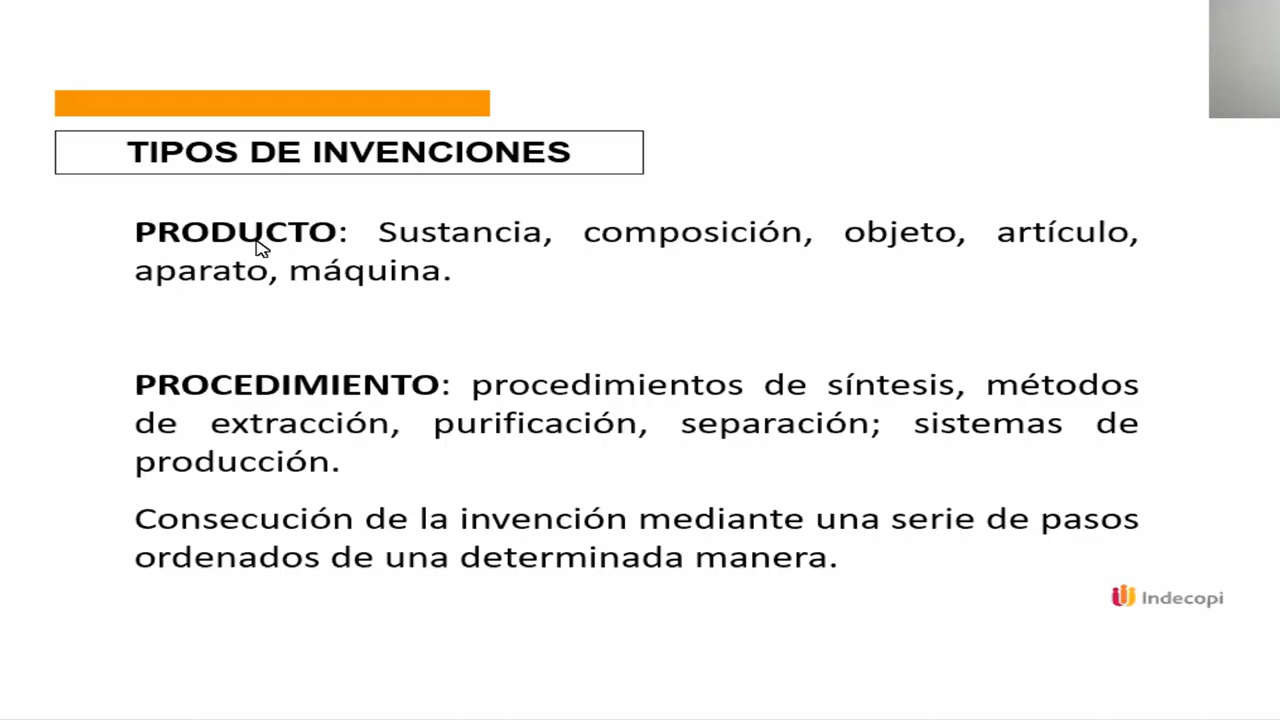 TIPOS DE INVENCIONES
PRODUCTO: Sustancia, composición, objeto, artículo,
aparato, máquina.
PROCEDIMIENTO: procedimientos de síntesis, métodos
de extracción, purificación, separación; sistemas de
producción.
Consecución de la invención mediante una serie de pasos
ordenados de una determinada manera.
Indecopi